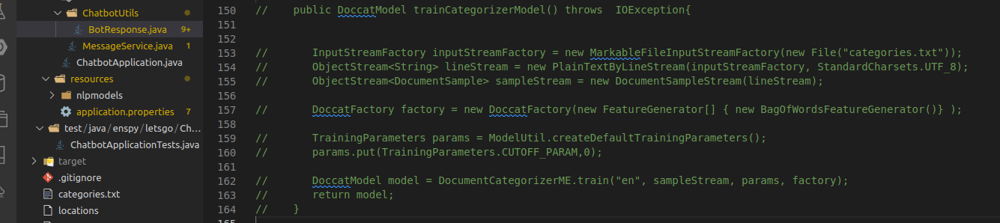 ChatbotUtils
BotResponse.java 9+
MessageService.java 1
ChatbotApplication.java
resources
nlpmodels
application.properties 7
test/java/enspy/letsgo/Ch...
ChatbotApplicationTests.java
target
.gitignore
categories.txt
locations
150 // public DoccatModel trainCategorizerModel() throws  IOException{
151
152
153 // InputStreamFactory inputStreamFactory = new MarkableFileInputStreamFactory(new File("categories.txt"));
154 // ObjectStream<String> lineStream = new PlainTextByLineStream(inputStreamFactory, StandardCharsets.UTF_8);
155 // ObjectStream<DocumentSample> sampleStream = new DocumentSampleStream(lineStream);
156
157 // DoccatFactory factory = new DoccatFactory(new FeatureGenerator[] { new BagOfWordsFeatureGenerator()} );
158
159 // TrainingParameters params = ModelUtil.createDefaultTrainingParameters();
160 // params.put(TrainingParameters.CUTOFF_PARAM,0);
161
162 // DoccatModel model = DocumentCategorizerME.train("en", sampleStream, params, factory);
163 // return model;
164 // }
165